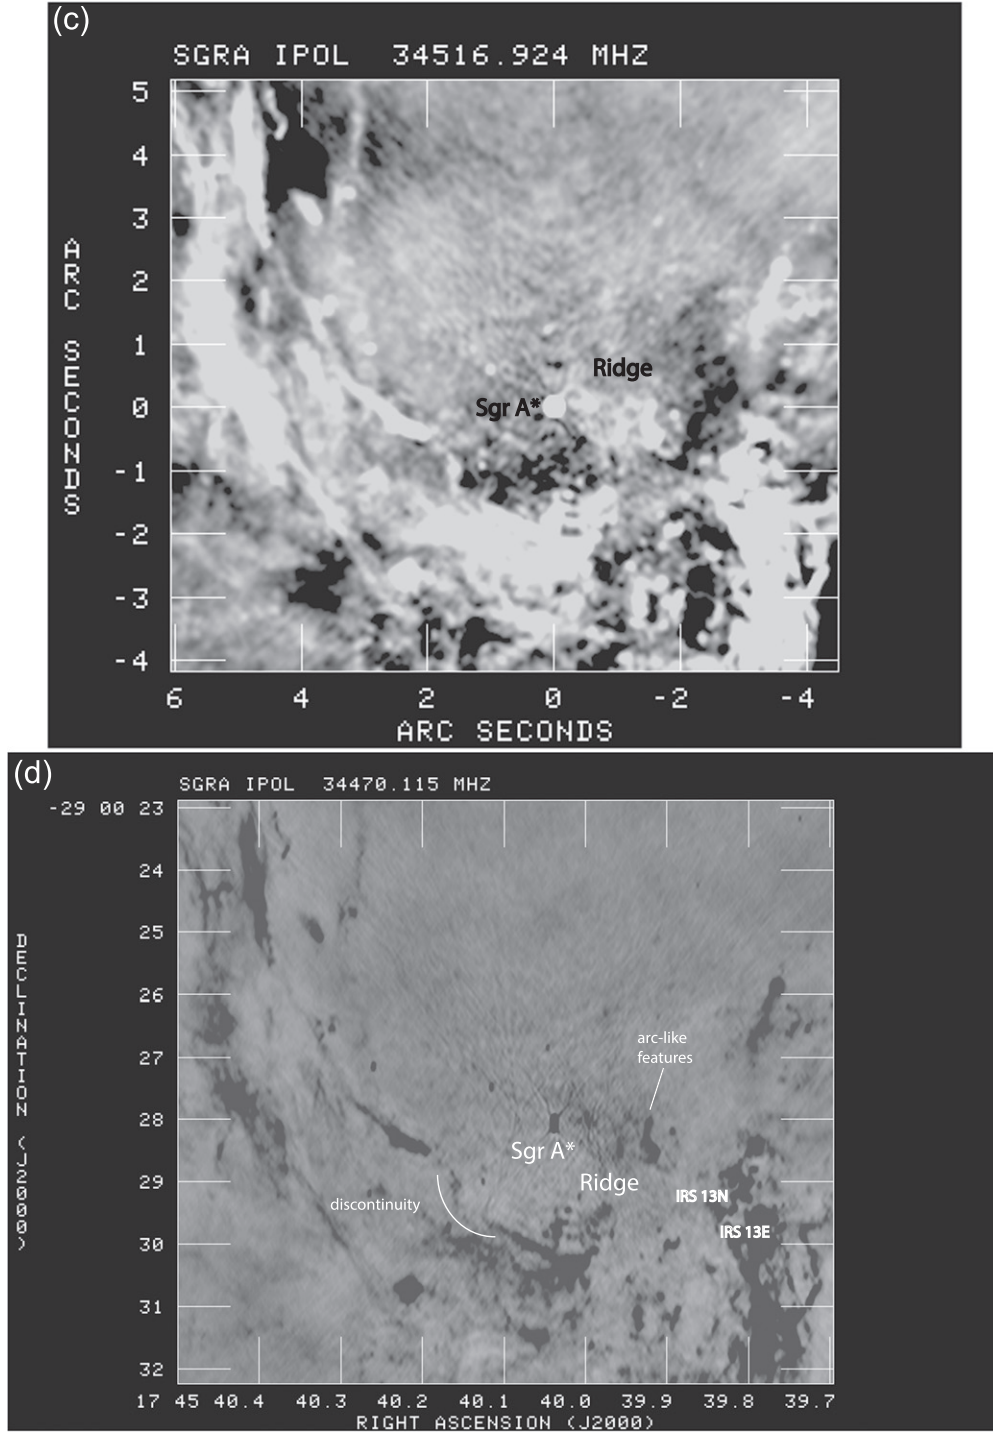 (c)
SGRA IPOL 34516.924 MHZ
5
4
3
2
1
0
-1
-2
-3
-4
ARC SECONDS
Ridge
Sgr A*
6 4 2 0 -2 -4
ARC SECONDS
(d)
SGRA IPOL 34470.115 MHZ
-29 00 23
24
25
26
27
28
29
30
31
32
DECLINATION (J2000)
arc-like
features
Sgr A*
Ridge
discontinuity
IRS 13N
IRS 13E
17 45 40.4 40.3 40.2 40.1 40.0 39.9 39.8 39.7
RIGHT ASCENSION (J2000)